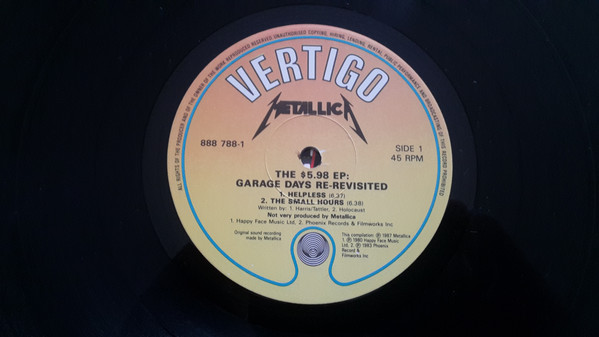 ALL RIGHTS OF THE PRODUCER AND OF THE OWNER OF THE WORK REPRODUCED RESERVED. UNAUTHORISED COPYING, HIRING, LENDING, RENTAL, PUBLIC PERFORMANCE AND BROADCASTING OF THIS RECORD PROHIBITED
VERTIGO
METALLICA
888 788-1
SIDE 1
45 RPM
THE $5.98 EP:
GARAGE DAYS RE-REVISITED
1. HELPLESS (6.37)
2. THE SMALL HOURS (6.39)
Written by: 1. Harris/Tattler, 2. Holocaust
Not very produced by Metallica
1. Happy Face Music Ltd, 2. Phoenix Records & Filmworks Inc
Original sound recording
made by Metallica
This compilation ℗ 1987 Metallica
1. ℗ 1980 Happy Face Music
Ltd, 2. ℗ 1983 Phoenix
Record &
Filmworks Inc